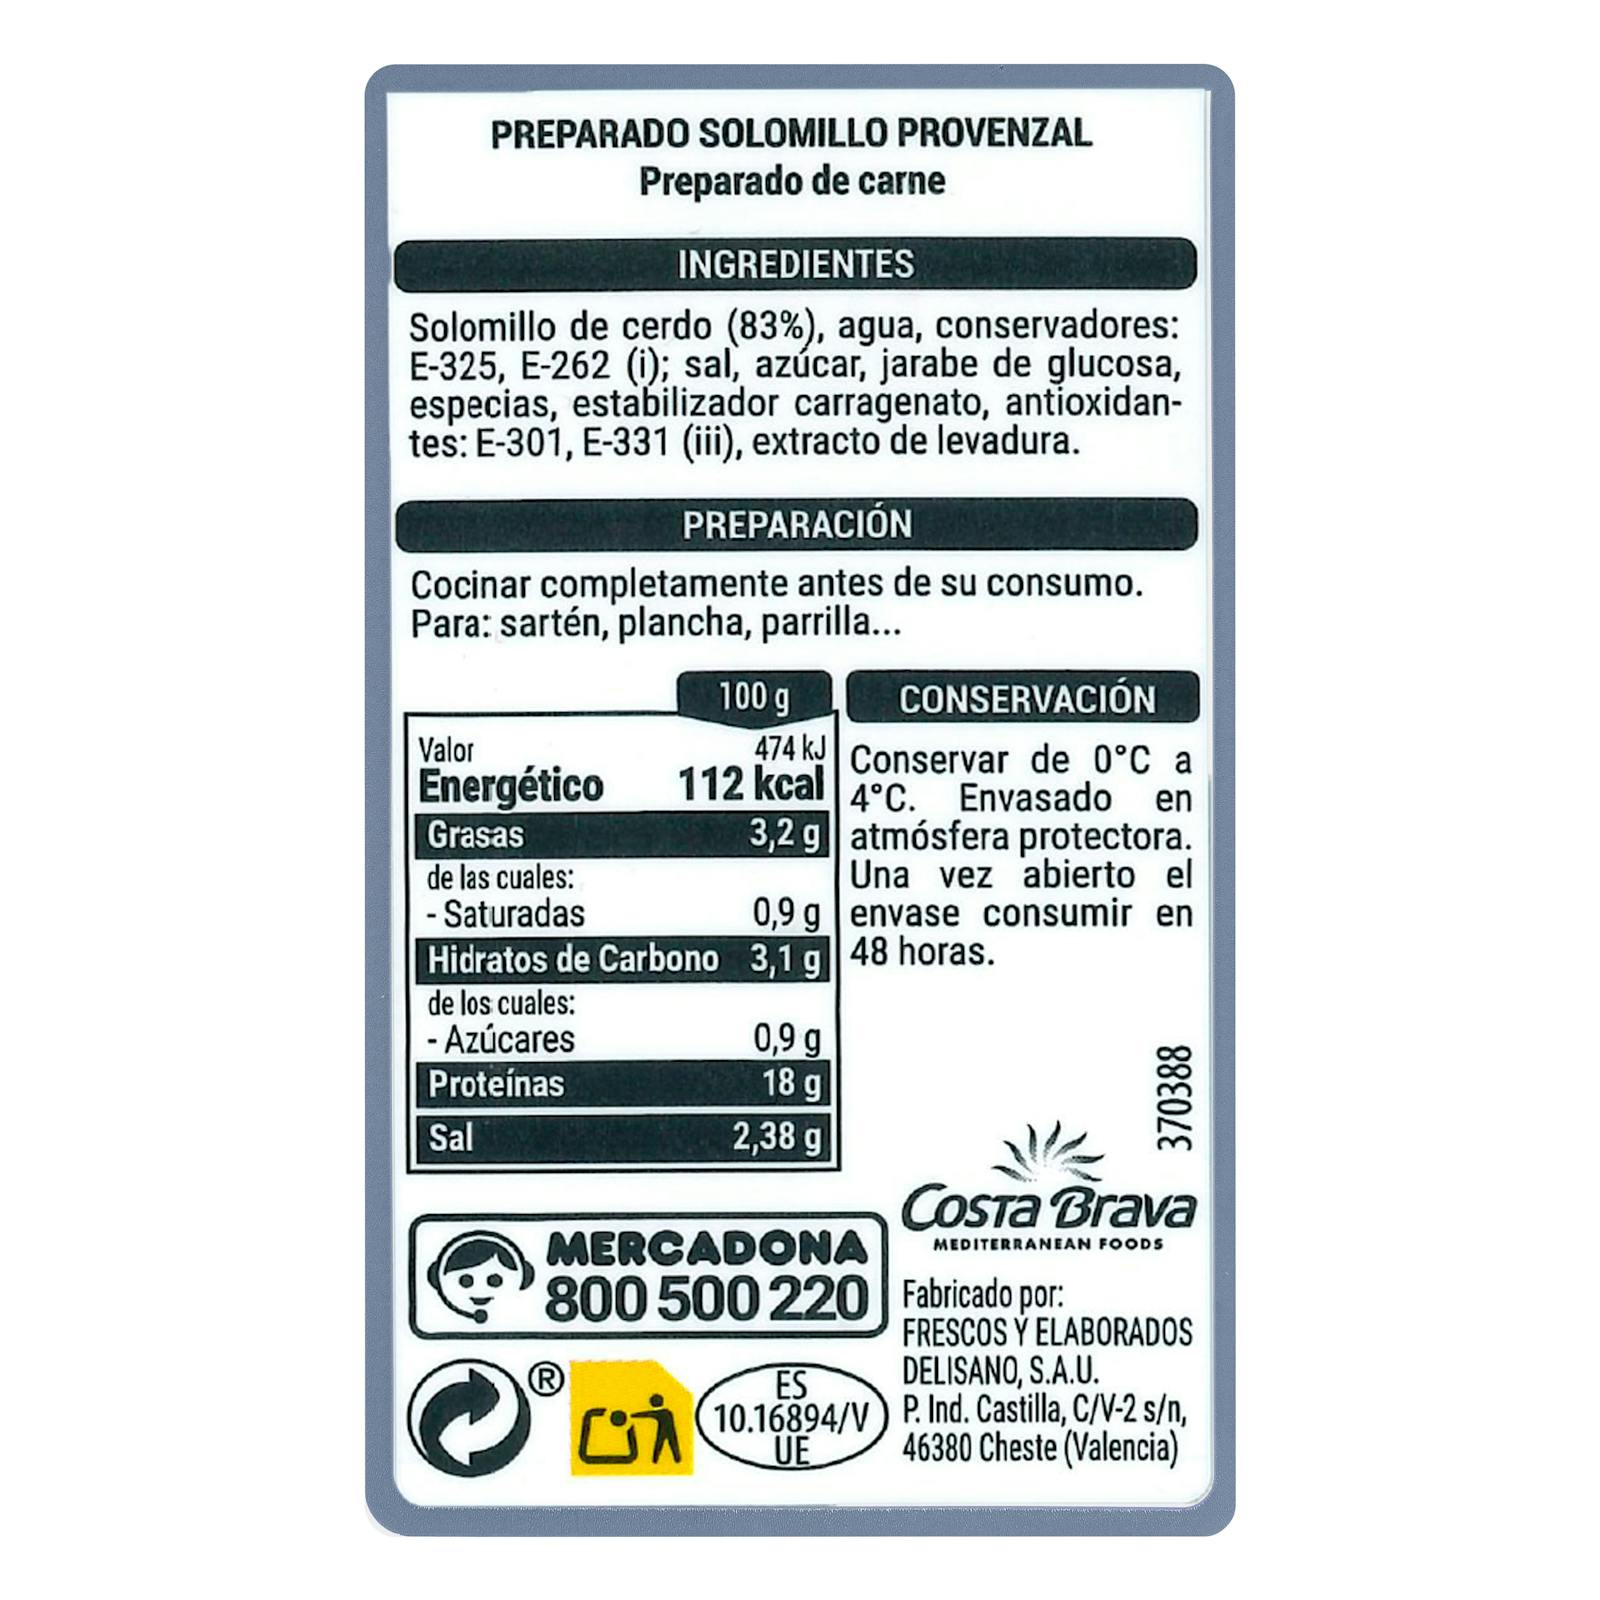 PREPARADO SOLOMILLO PROVENZAL
Preparado de carne
INGREDIENTES
Solomillo de cerdo (83%), agua, conservadores:
E-325, E-262 (i); sal, azúcar, jarabe de glucosa,
especias, estabilizador carragenato, antioxidan-
tes: E-301, E-331 (iii), extracto de levadura.
PREPARACIÓN
Cocinar completamente antes de su consumo.
Para: sartén, plancha, parrilla...
100 g
Valor 474 kJ
Energético 112 kcal
Grasas 3,2 g
de las cuales:
- Saturadas 0,9 g
Hidratos de Carbono 3,1 g
de los cuales:
- Azúcares 0,9 g
Proteínas 18 g
Sal 2,38 g
CONSERVACIÓN
Conservar de 0°C a
4°C. Envasado en
atmósfera protectora.
Una vez abierto el
envase consumir en
48 horas.
370388
Costa Brava
MEDITERRANEAN FOODS
MERCADONA
800 500 220
Fabricado por:
FRESCOS Y ELABORADOS
DELISANO, S.A.U.
P. Ind. Castilla, C/V-2 s/n,
46380 Cheste (Valencia)
®
ES
10.16894/V
UE